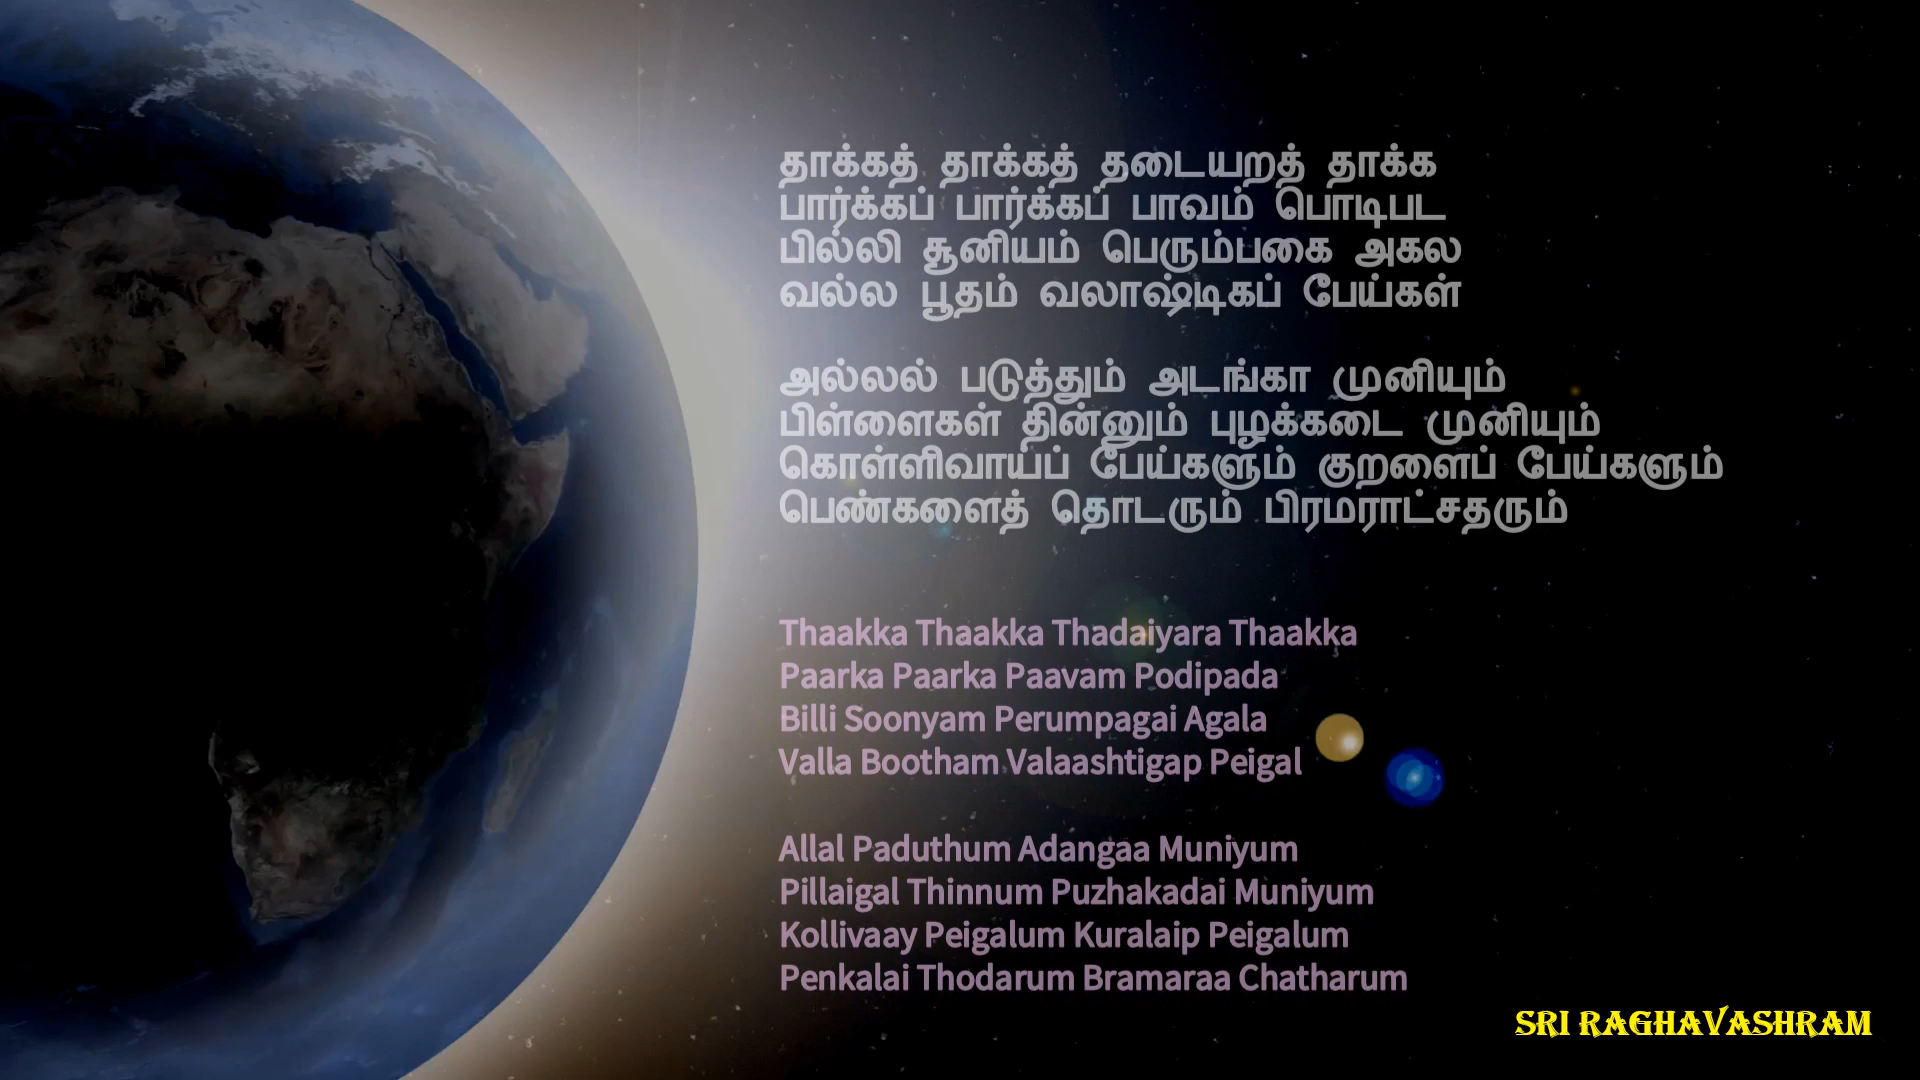 தாக்கத் தாக்கத் தடையறத் தாக்க
பார்க்கப் பார்க்கப் பாவம் பொடிபட
பில்லி சூனியம் பெரும்பகை அகல
வல்ல பூதம் வலாஷ்டிகப் பேய்கள்
அல்லல் படுத்தும் அடங்கா முனியும்
பிள்ளைகள் தின்னும் புழக்கடை முனியும்
கொள்ளிவாய்ப் பேய்களும் குறளைப் பேய்களும்
பெண்களைத் தொடரும் பிரமராட்சதரும்
Thaakka Thaakka Thadaiyara Thaakka
Paarka Paarka Paavam Podipada
Billi Soonyam Perumpagai Agala
Valla Bootham Valaashtigap Peigal
Allal Paduthum Adangaa Muniyum
Pillaigal Thinnum Puzhakadai Muniyum
Kollivaay Peigalum Kuralaip Peigalum
Penkalai Thodarum Bramaraa Chatharum
SRI RAGHAVASHRAM